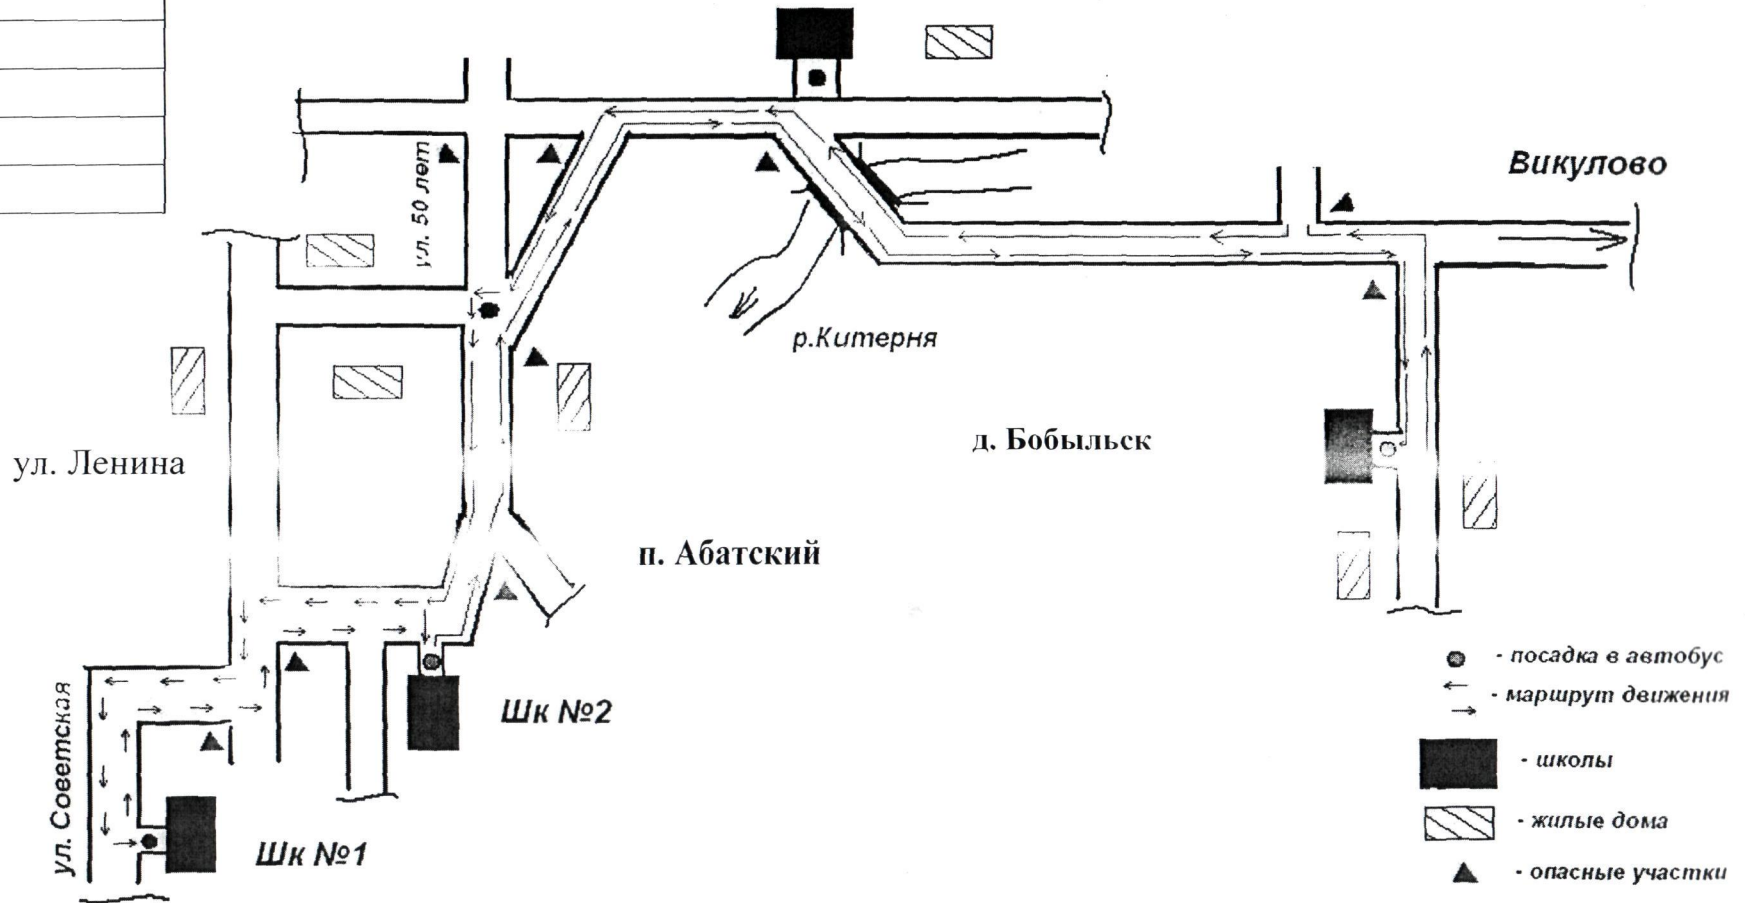 Викулово
ул. 50 лет
р.Китерня
д. Бобыльск
ул. Ленина
п. Абатский
- посадка в автобус
- маршрут движения
ул. Советская
Шк №2
- школы
- жилые дома
Шк №1
- опасные участки